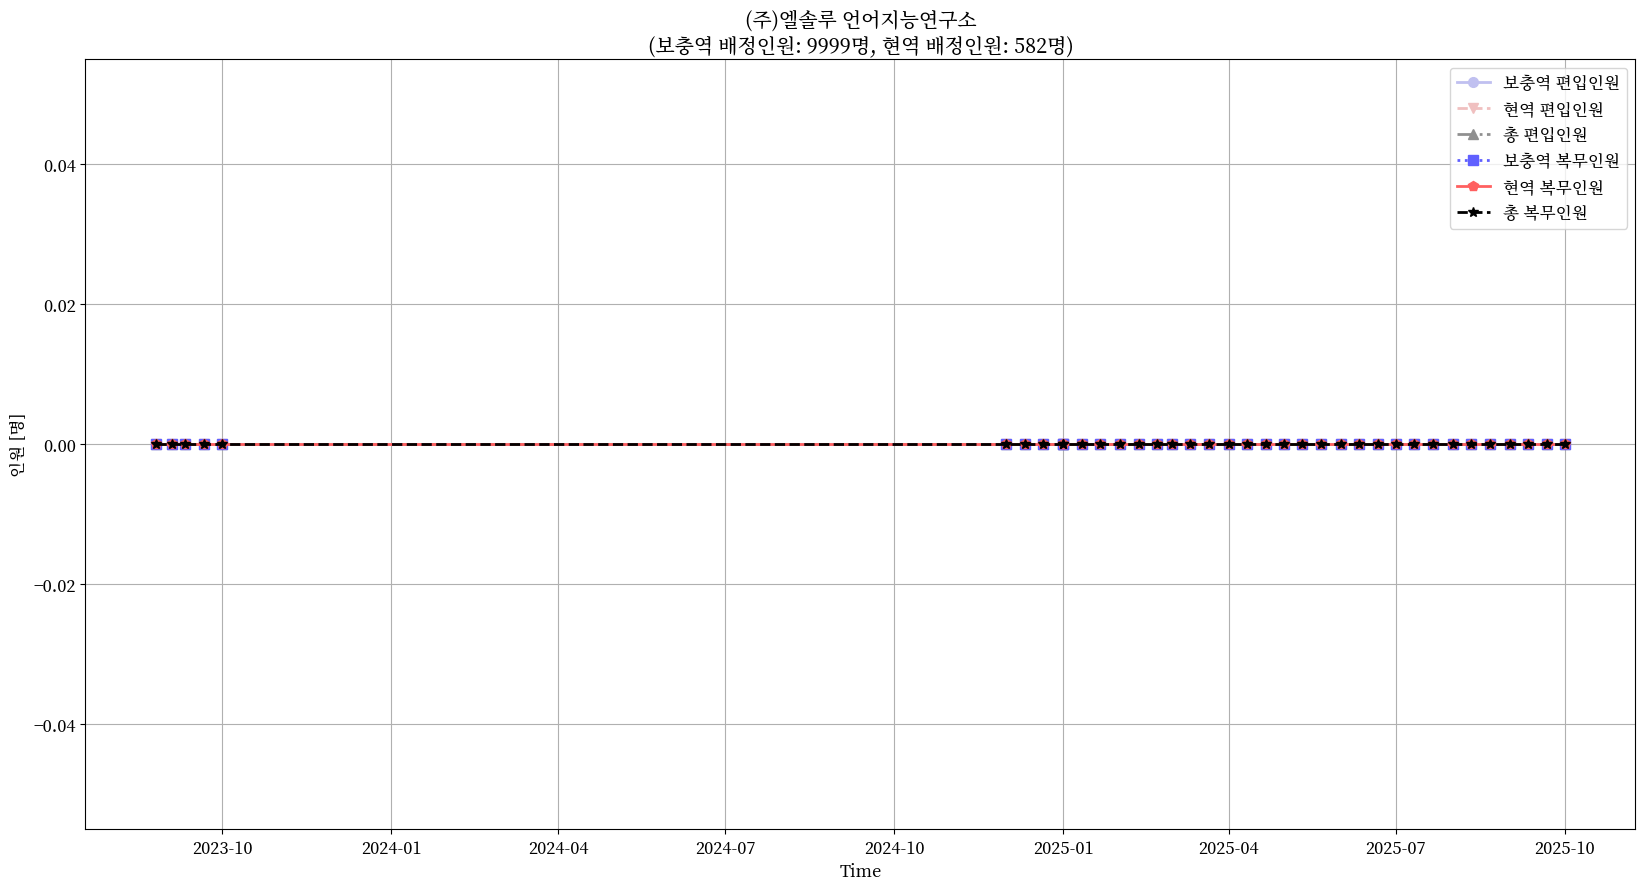 (주)엘솔루 언어지능연구소
(보충역 배정인원: 9999명, 현역 배정인원: 582명)
보충역 편입인원
현역 편입인원
총 편입인원
보충역 복무인원
현역 복무인원
총 복무인원
인원 [명]
0.04
0.02
0.00
−0.02
−0.04
2023-10
2024-01
2024-04
2024-07
2024-10
2025-01
2025-04
2025-07
2025-10
Time